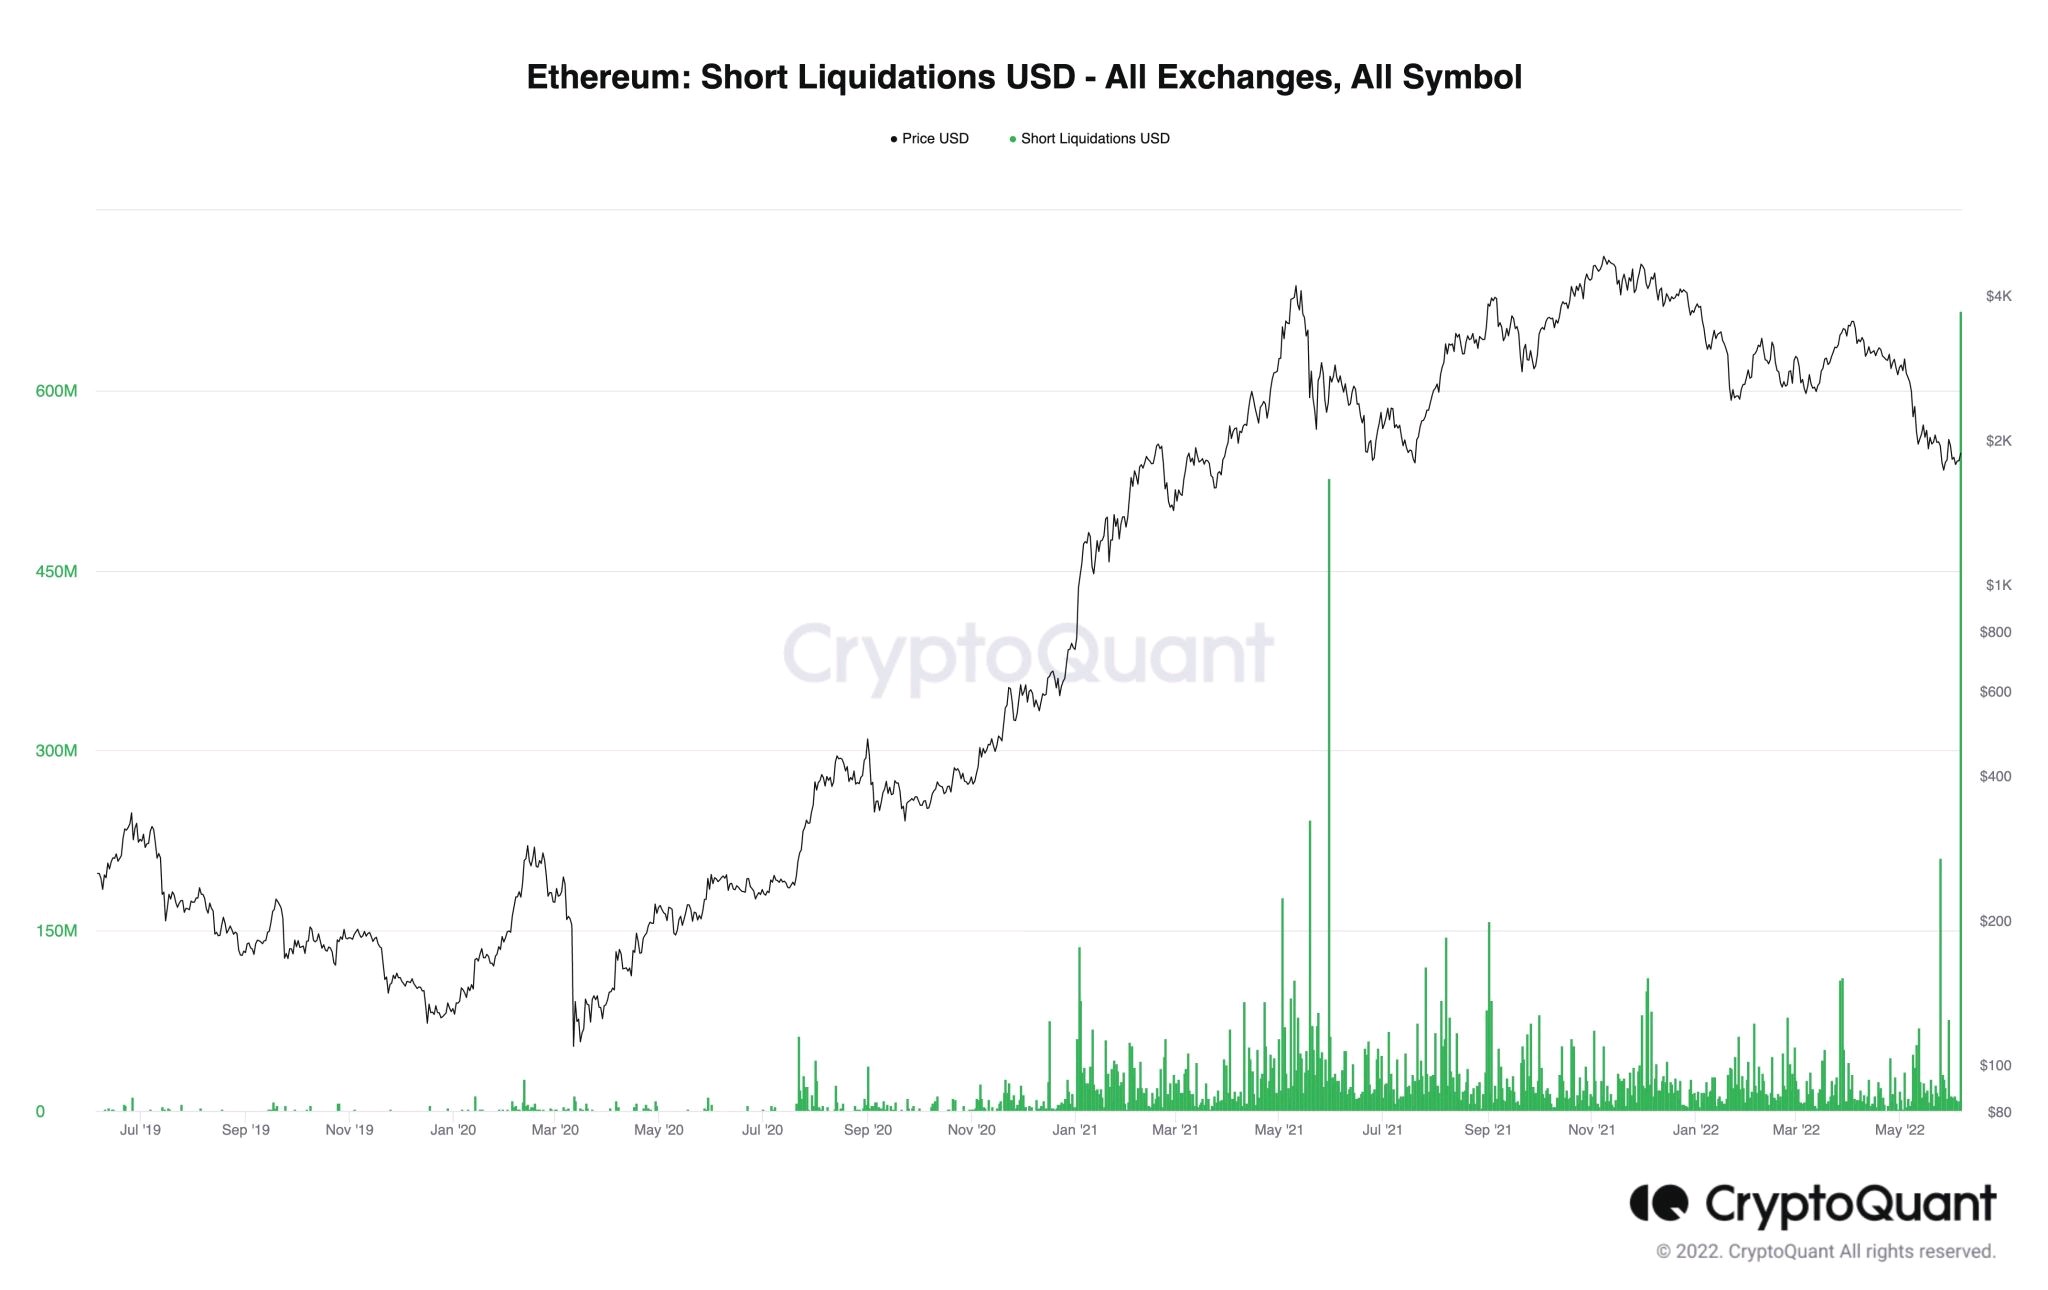 Ethereum: Short Liquidations USD - All Exchanges, All Symbol
Price USD Short Liquidations USD
600M
450M
300M
150M
0
$4K
$2K
$1K
$800
$600
$400
$200
$100
$80
CryptoQuant
Jul '19 Sep '19 Nov '19 Jan '20 Mar '20 May '20 Jul '20 Sep '20 Nov '20 Jan '21 Mar '21 May '21 Jul '21 Sep '21 Nov '21 Jan '22 Mar '22 May '22
CryptoQuant
© 2022. CryptoQuant All rights reserved.